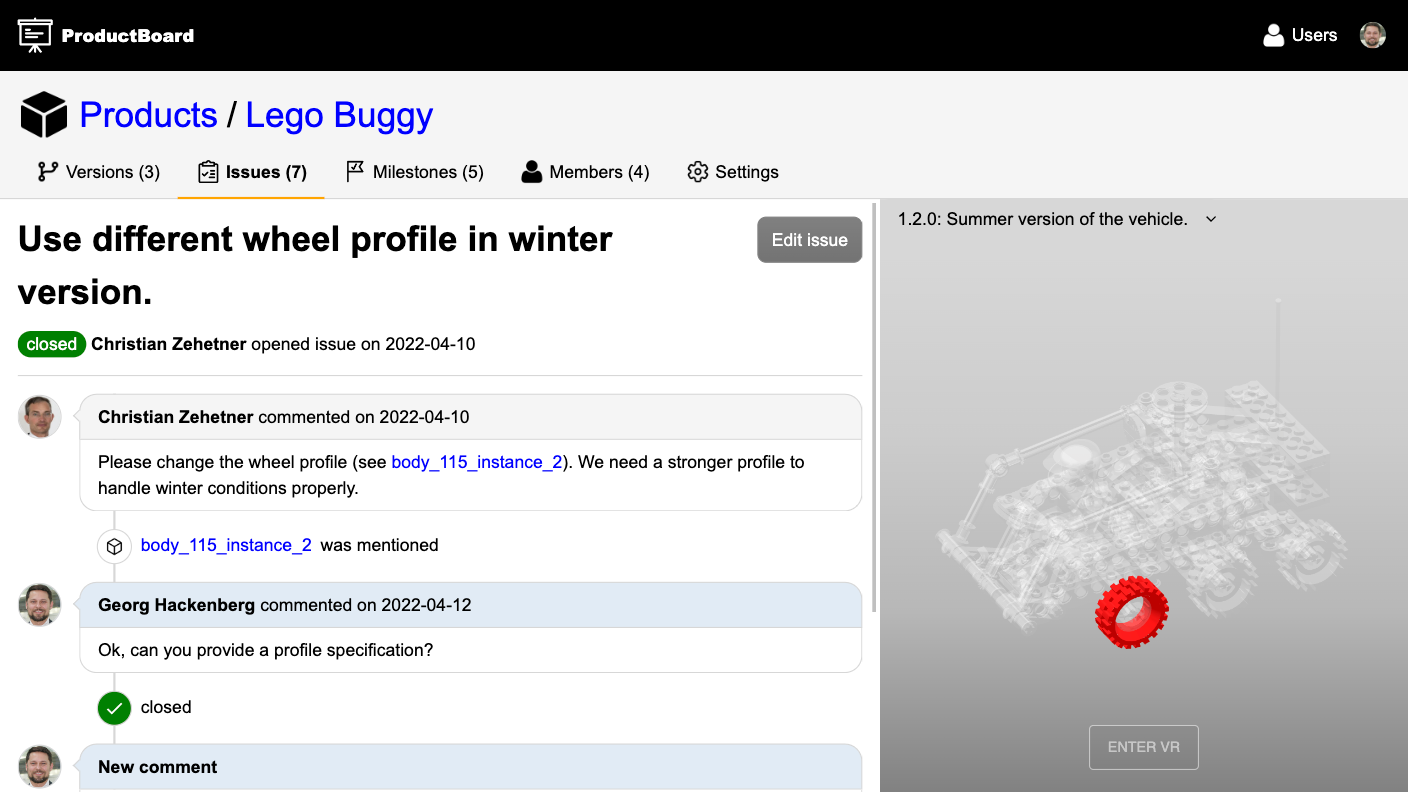 ProductBoard
Users
Products / Lego Buggy
Versions (3)
Issues (7)
Milestones (5)
Members (4)
Settings
Use different wheel profile in winter
version.
Edit issue
closed Christian Zehetner opened issue on 2022-04-10
Christian Zehetner commented on 2022-04-10
Please change the wheel profile (see body_115_instance_2). We need a stronger profile to
handle winter conditions properly.
body_115_instance_2 was mentioned
Georg Hackenberg commented on 2022-04-12
Ok, can you provide a profile specification?
closed
New comment
1.2.0: Summer version of the vehicle.
ENTER VR